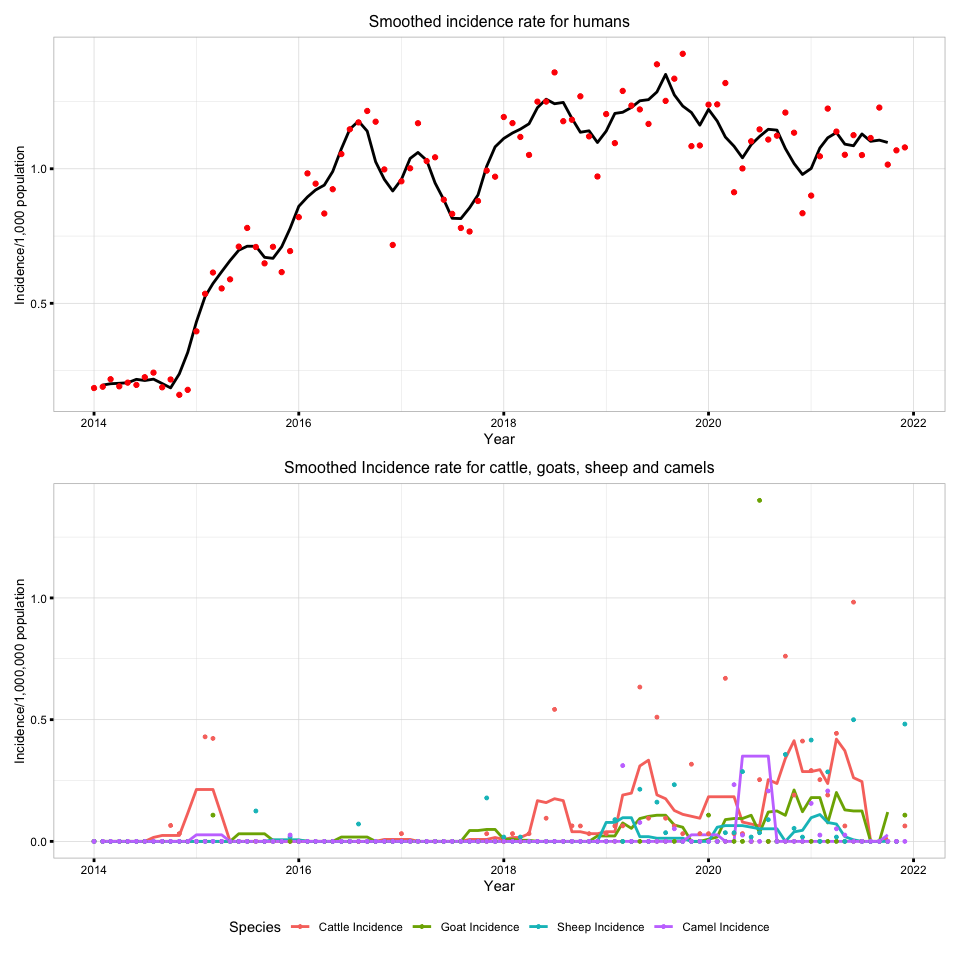 Smoothed incidence rate for humans
Incidence/1,000 population
1.0
0.5
2014 2016 2018 2020 2022
Year
Smoothed Incidence rate for cattle, goats, sheep and camels
Incidence/1,000,000 population
1.0
0.5
0.0
2014 2016 2018 2020 2022
Year
Species Cattle Incidence Goat Incidence Sheep Incidence Camel Incidence